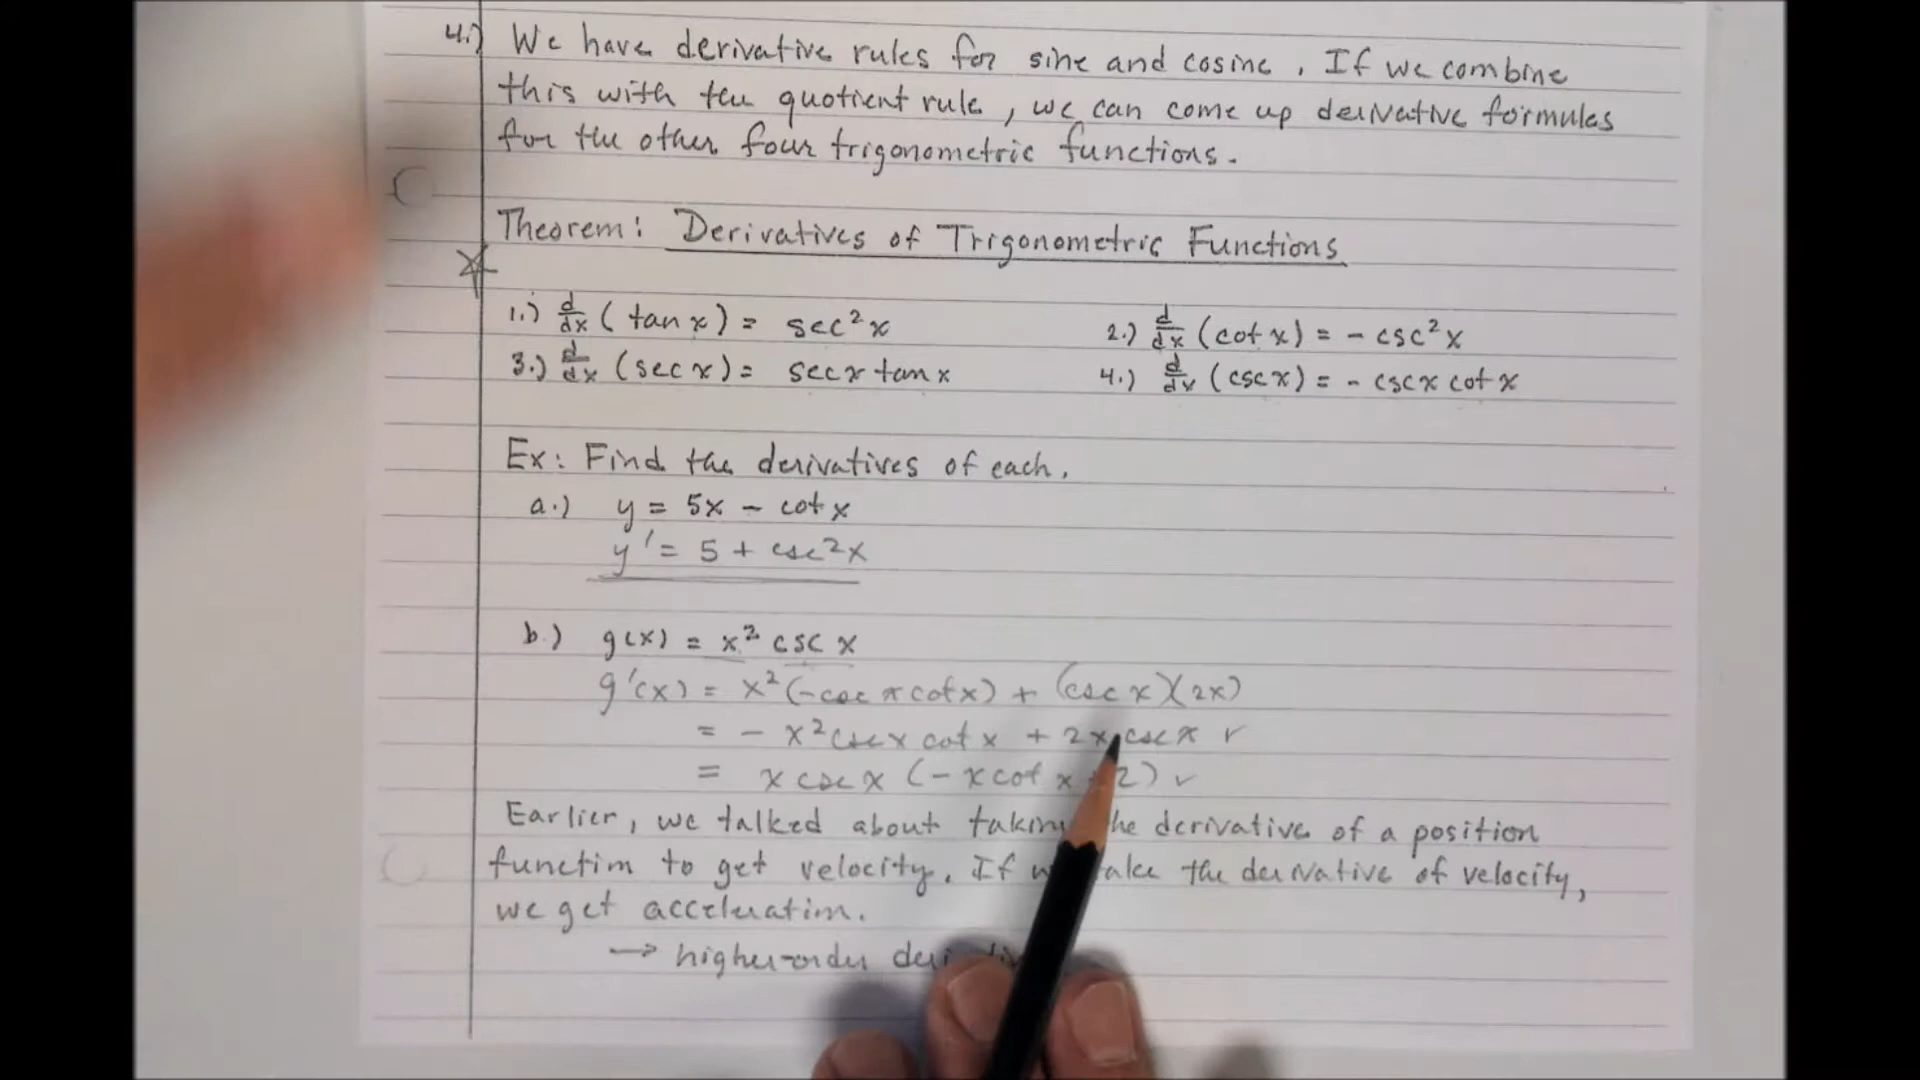 4.) We have derivative rules for sine and cosine. If we combine
this with the quotient rule, we can come up derivative formulas
for the other four trigonometric functions.
Theorem: Derivatives of Trigonometric Functions
1.) d/dx (tan x) = sec²x 2.) d/dx (cot x) = - csc²x
3.) d/dx (sec x) = sec x tan x 4.) d/dx (csc x) = - csc x cot x
Ex: Find the derivatives of each.
a.) y = 5x - cot x
y' = 5 + csc²x
b.) g(x) = x² csc x
g'(x) = x²(-csc x cot x) + (csc x)(2x)
= - x² csc x cot x + 2x csc x ✓
= x csc x (- x cot x + 2) ✓
Earlier, we talked about taking the derivative of a position
function to get velocity. If we take the derivative of velocity,
we get acceleration.
→ higher-order